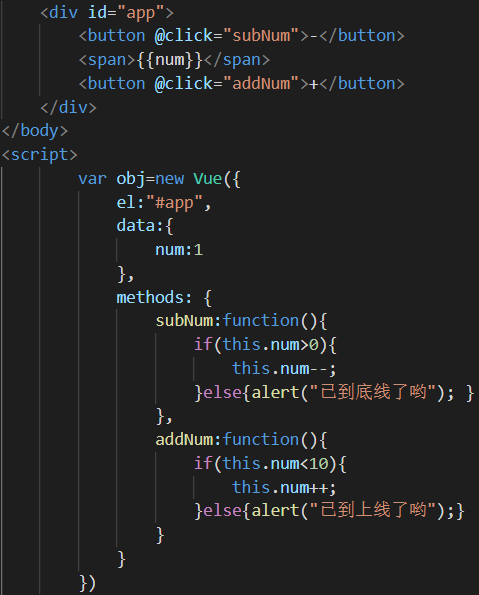 <div id="app">
<button @click="subNum">-</button>
<span>{{num}}</span>
<button @click="addNum">+</button>
</div>
</body>
<script>
var obj=new Vue({
el:"#app",
data:{
num:1
},
methods: {
subNum:function(){
if(this.num>0){
this.num--;
}else{alert("已到底线了哟"); }
},
addNum:function(){
if(this.num<10){
this.num++;
}else{alert("已到上线了哟");}
}
}
})